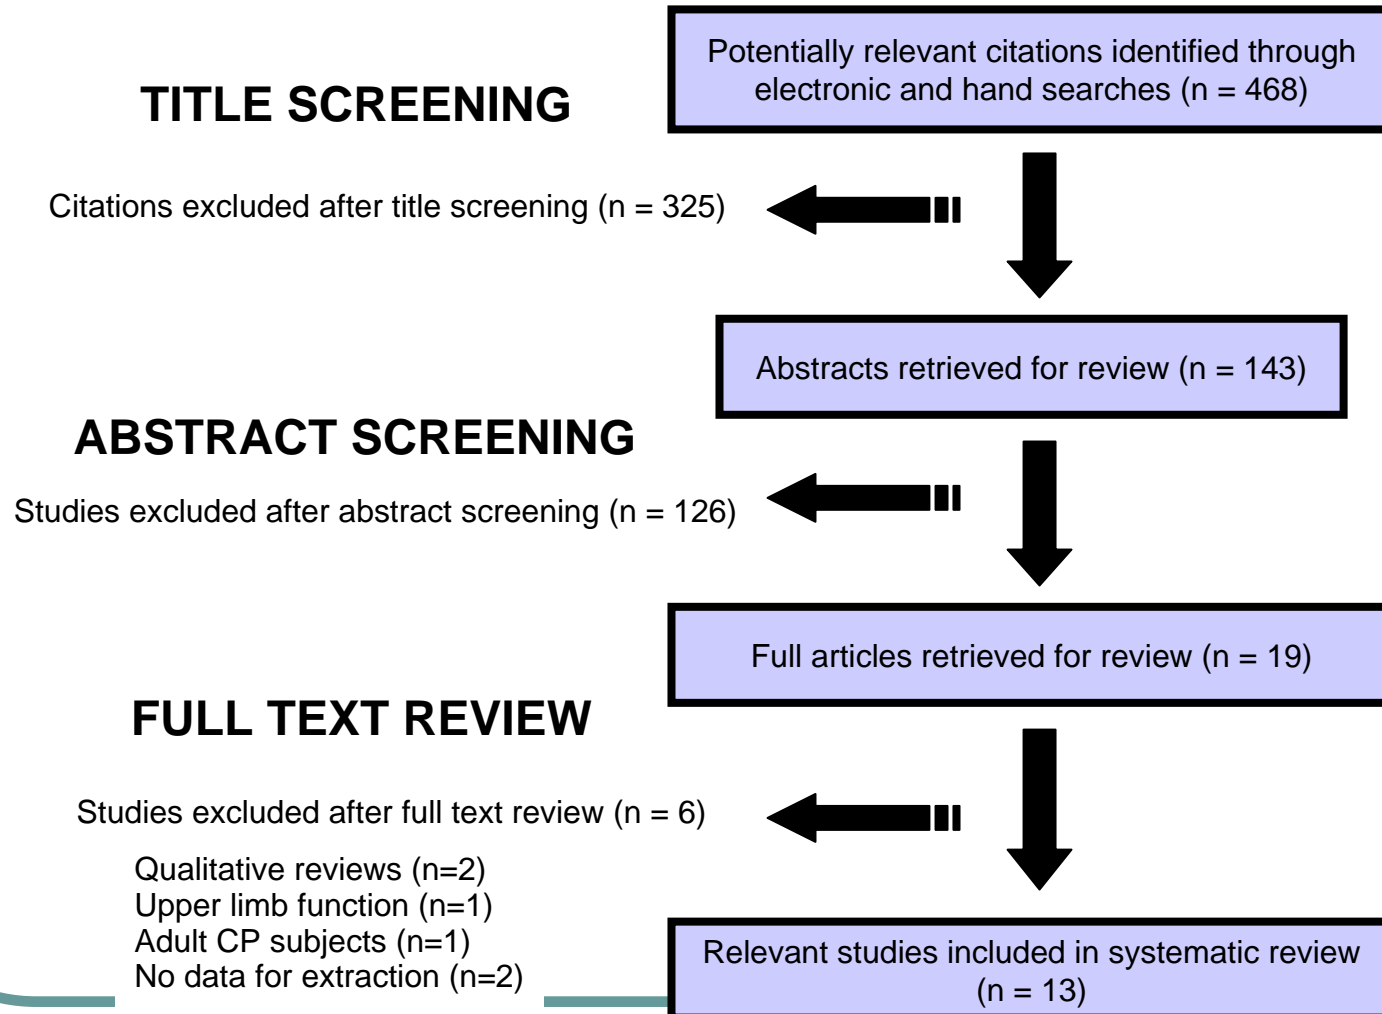 Potentially relevant citations identified through
electronic and hand searches (n = 468)
TITLE SCREENING
Citations excluded after title screening (n = 325)
Abstracts retrieved for review (n = 143)
ABSTRACT SCREENING
Studies excluded after abstract screening (n = 126)
Full articles retrieved for review (n = 19)
FULL TEXT REVIEW
Studies excluded after full text review (n = 6)
Qualitative reviews (n=2)
Upper limb function (n=1)
Adult CP subjects (n=1)
No data for extraction (n=2)
Relevant studies included in systematic review
(n = 13)